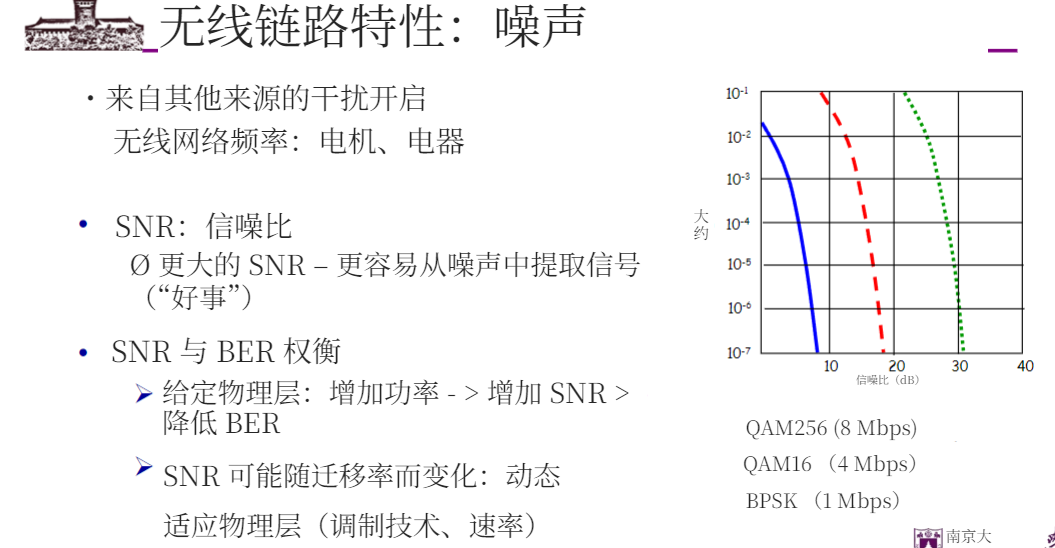 无线链路特性：噪声
・来自其他来源的干扰开启
无线网络频率：电机、电器
• SNR：信噪比
Ø 更大的 SNR – 更容易从噪声中提取信号
（“好事”）
• SNR 与 BER 权衡
➢ 给定物理层：增加功率 - > 增加 SNR >
降低 BER
➢ SNR 可能随迁移率而变化：动态
适应物理层（调制技术、速率）
10-1
10-2
10-3
大约
10-4
10-5
10-6
10-7
10 20 30 40
信噪比（dB）
QAM256 (8 Mbps)
QAM16 （4 Mbps）
BPSK （1 Mbps）
南京大